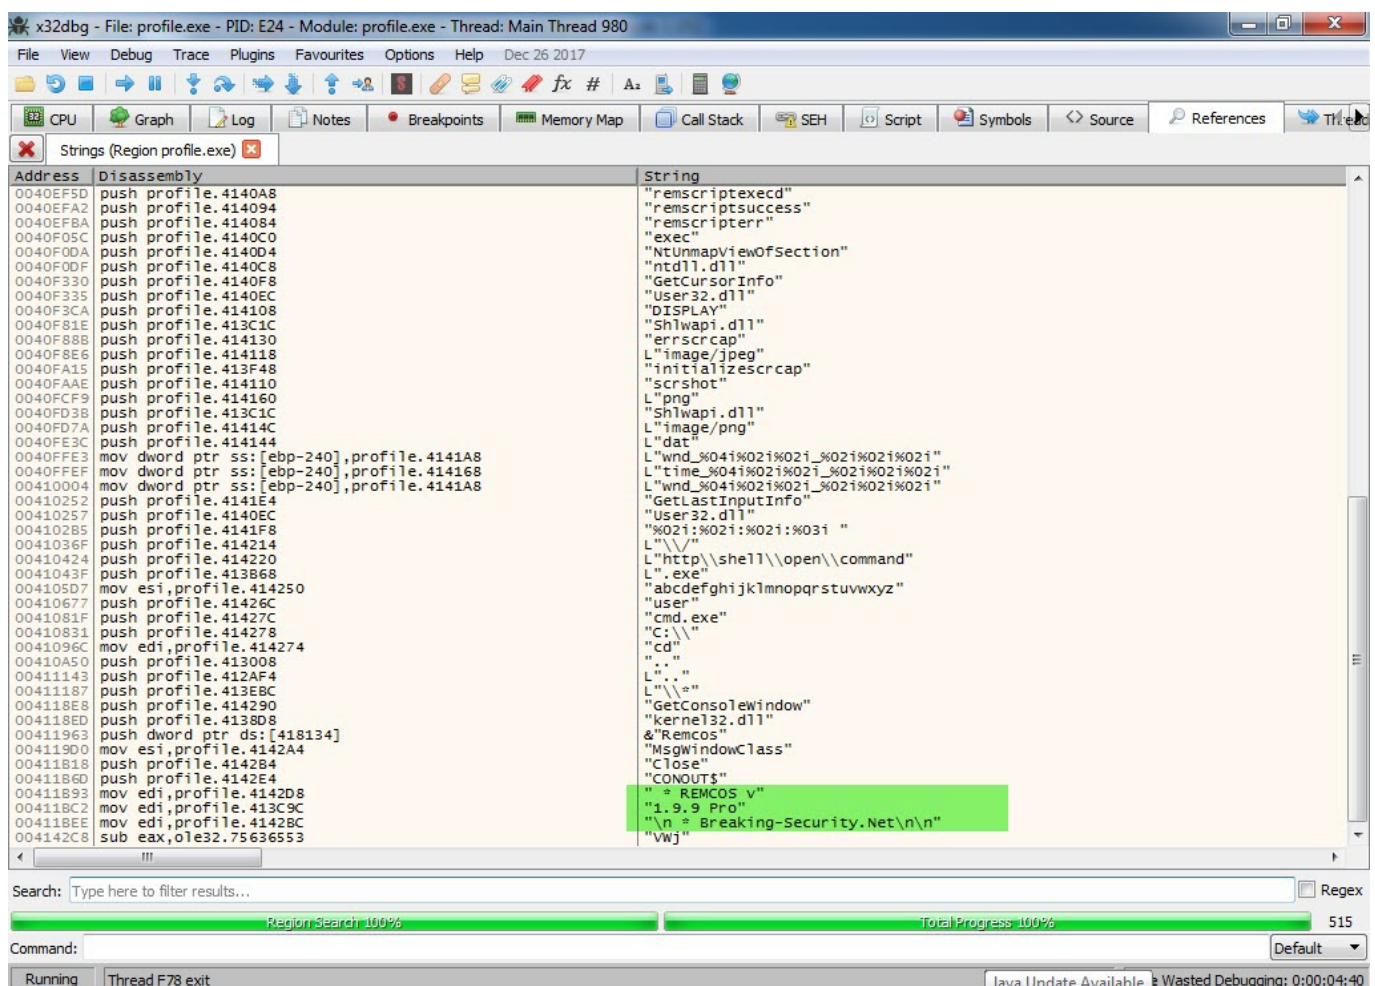 x32dbg - File: profile.exe - PID: E24 - Module: profile.exe - Thread: Main Thread 980
File View Debug Trace Plugins Favourites Options Help Dec 26 2017
CPU Graph Log Notes Breakpoints Memory Map Call Stack SEH Script Symbols Source References
Strings (Region profile.exe)
Address Disassembly String
0040EF5D push profile.4140A8 "remscriptexecd"
0040EFA2 push profile.414094 "remscriptsuccess"
0040EFBA push profile.414084 "remscripterr"
0040F05C push profile.4140C0 "exec"
0040F0DA push profile.4140D4 "NtUnmapViewOfSection"
0040F0DF push profile.4140C8 "ntdll.dll"
0040F330 push profile.4140F8 "GetCursorInfo"
0040F335 push profile.4140EC "User32.dll"
0040F3CA push profile.414108 "DISPLAY"
0040F81E push profile.413C1C "Shlwapi.dll"
0040F88B push profile.414130 "errscrcap"
0040F8E6 push profile.414118 L"image/jpeg"
0040FA15 push profile.413F48 "initializescrcap"
0040FAAE push profile.414110 "scrshot"
0040FCF9 push profile.414160 L"png"
0040FD3B push profile.413C1C "Shlwapi.dll"
0040FD7A push profile.41414C L"image/png"
0040FE3C push profile.414144 L"dat"
0040FFE3 mov dword ptr ss:[ebp-240],profile.4141A8 L"wnd_%04i%02i%02i_%02i%02i%02i"
0040FFEF mov dword ptr ss:[ebp-240],profile.414168 L"time_%04i%02i%02i_%02i%02i%02i"
00410004 mov dword ptr ss:[ebp-240],profile.4141A8 L"wnd_%04i%02i%02i_%02i%02i%02i"
00410252 push profile.4141E4 "GetLastInputInfo"
00410257 push profile.4140EC "User32.dll"
004102B5 push profile.4141F8 "%02i:%02i:%02i:%03i "
0041036F push profile.414214 L"\\/"
00410424 push profile.414220 L"http\\shell\\open\\command"
0041043F push profile.413B68 L".exe"
004105D7 mov esi,profile.414250 "abcdefghijklmnopqrstuvwxyz"
00410677 push profile.41426C "user"
0041081F push profile.41427C "cmd.exe"
00410831 push profile.414278 "C:\\"
0041096C mov edi,profile.414274 "cd"
00410A50 push profile.413008 ".."
00411143 push profile.412AF4 L".."
00411187 push profile.413EBC L"\\*"
004118E8 push profile.414290 "GetConsoleWindow"
004118ED push profile.4138D8 "kernel32.dll"
00411963 push dword ptr ds:[418134] &"Remcos"
004119D0 mov esi,profile.4142A4 "MsgWindowClass"
00411B18 push profile.4142B4 "Close"
00411B6D push profile.4142E4 "CONOUT$"
00411B93 mov edi,profile.4142D8 " * REMCOS v"
00411BC2 mov edi,profile.413C9C "1.9.9 Pro"
00411BEE mov edi,profile.4142BC "\n * Breaking-Security.Net\n\n"
004142C8 sub eax,ole32.75636553 "VWj"
Search: Type here to filter results... Regex
Region Search 100% Total Progress 100% 515
Command: Default
Running Thread F78 exit Java Update Available Wasted Debugging: 0:00:04:40